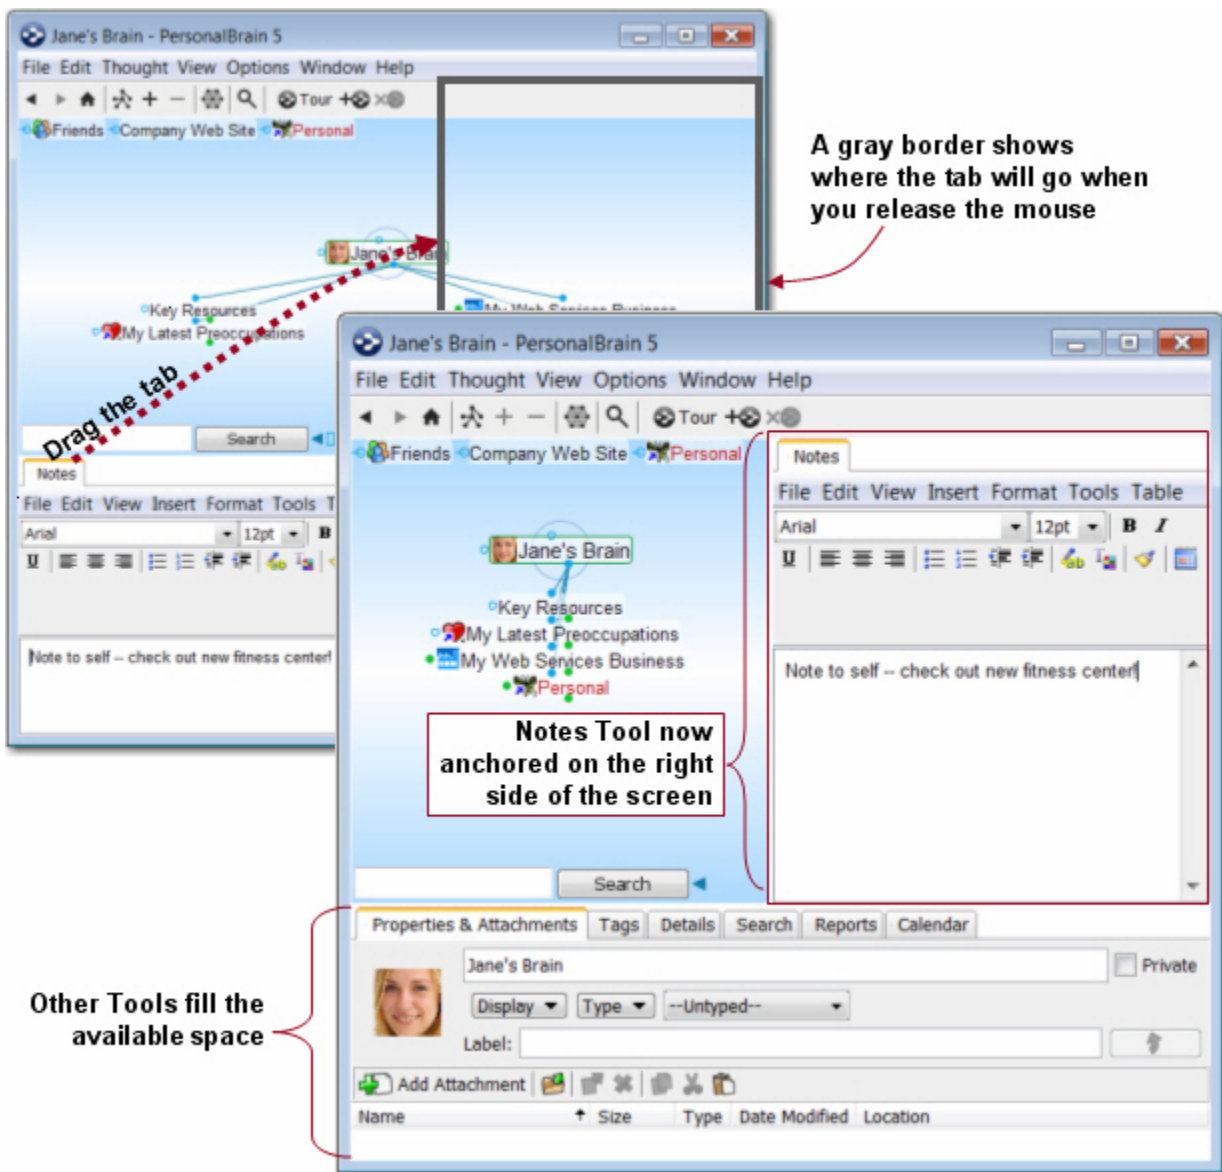 Jane's Brain - PersonalBrain 5
File Edit Thought View Options Window Help
Tour
Friends Company Web Site Personal
A gray border shows
where the tab will go when
you release the mouse
Jane's Brain
Key Resources
My Web Services Business
My Latest Preoccupations
Drag the tab
Search
Notes
File Edit View Insert Format Tools T
Arial 12pt B
U
Note to self -- check out new fitness center!
Jane's Brain - PersonalBrain 5
File Edit Thought View Options Window Help
Tour
Friends Company Web Site Personal
Notes
File Edit View Insert Format Tools Table
Arial 12pt B I
U
Jane's Brain
Key Resources
My Latest Preoccupations
My Web Services Business
Personal
Note to self -- check out new fitness center!
Notes Tool now
anchored on the right
side of the screen
Search
Properties & Attachments Tags Details Search Reports Calendar
Jane's Brain Private
Display Type --Untyped--
Label:
Other Tools fill the
available space
Add Attachment
Name Size Type Date Modified Location